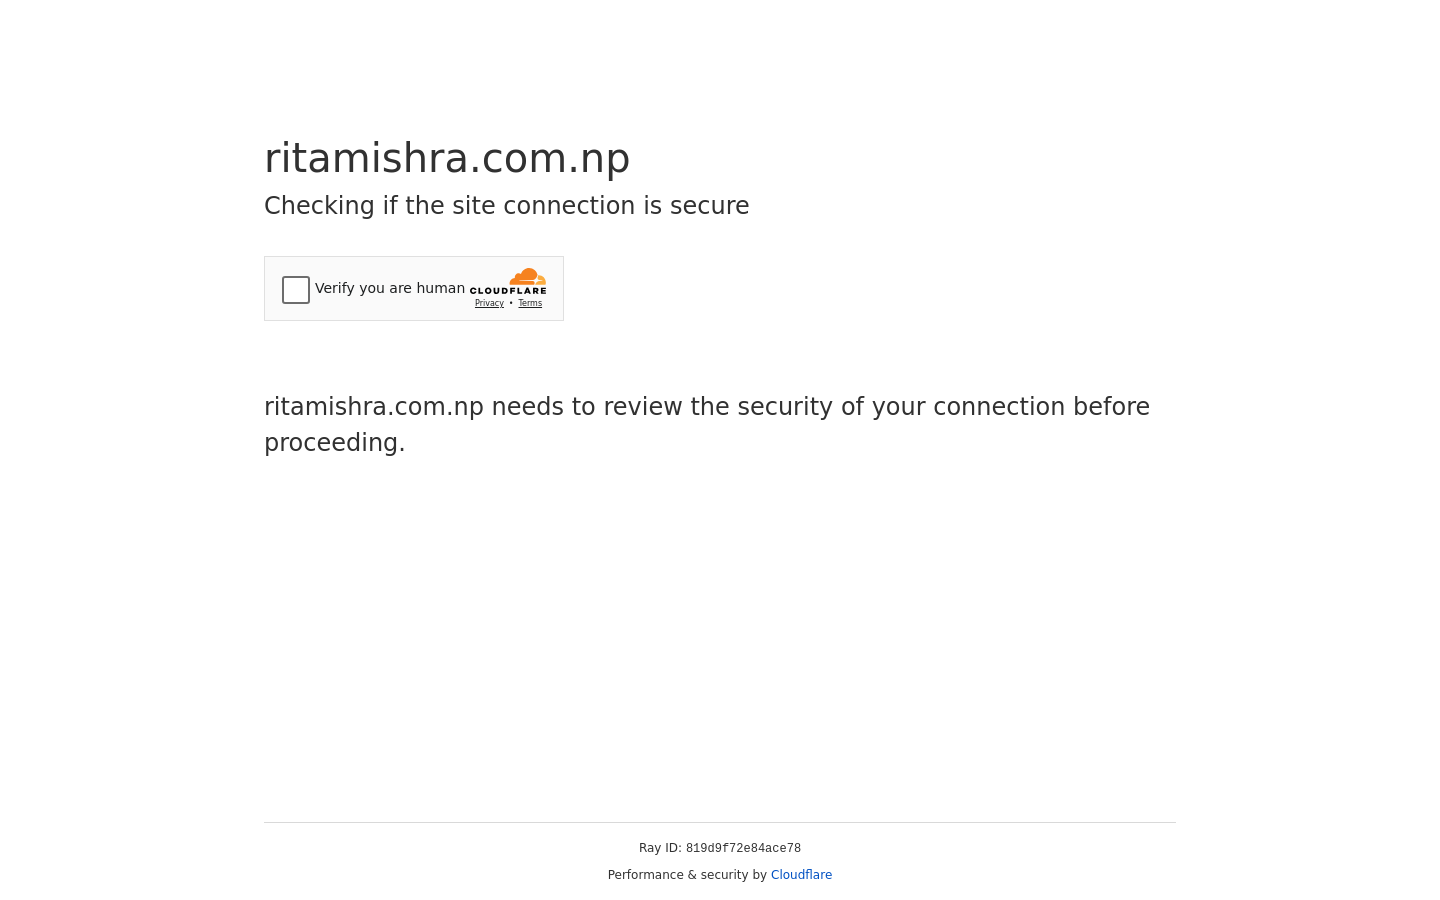 ritamishra.com.np
Checking if the site connection is secure
Verify you are human
CLOUDFLARE
Privacy • Terms
ritamishra.com.np needs to review the security of your connection before
proceeding.
Ray ID: 819d9f72e84ace78
Performance & security by Cloudflare